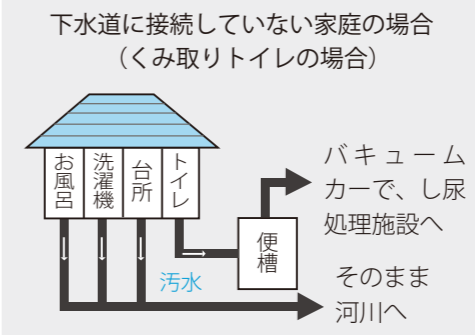 下水道に接続していない家庭の場合
（くみ取りトイレの場合）
お風呂
洗濯機
台所
トイレ
便槽
汚水
バキューム
カーで、し尿
処理施設へ
そのまま
河川へ